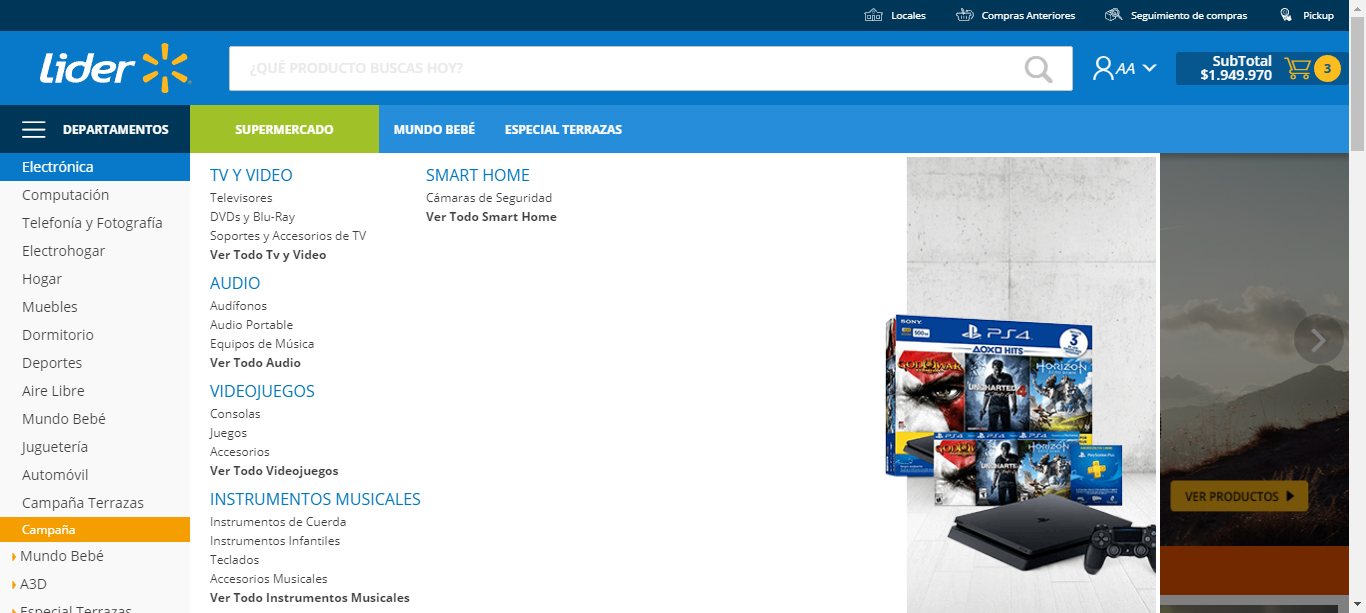 Locales
Compras Anteriores
Seguimiento de compras
Pickup
Lider
¿QUÉ PRODUCTO BUSCAS HOY?
AA
SubTotal
$1.949.970
3
DEPARTAMENTOS
SUPERMERCADO
MUNDO BEBÉ
ESPECIAL TERRAZAS
Electrónica
Computación
Telefonía y Fotografía
Electrohogar
Hogar
Muebles
Dormitorio
Deportes
Aire Libre
Mundo Bebé
Juguetería
Automóvil
Campaña Terrazas
Campaña
Mundo Bebé
A3D
Especial Terrazas
TV Y VIDEO
Televisores
DVDs y Blu-Ray
Soportes y Accesorios de TV
Ver Todo Tv y Video
AUDIO
Audífonos
Audio Portable
Equipos de Música
Ver Todo Audio
VIDEOJUEGOS
Consolas
Juegos
Accesorios
Ver Todo Videojuegos
INSTRUMENTOS MUSICALES
Instrumentos de Cuerda
Instrumentos Infantiles
Teclados
Accesorios Musicales
Ver Todo Instrumentos Musicales
SMART HOME
Cámaras de Seguridad
Ver Todo Smart Home
SONY
PS4
3
HITS
GOD OF WAR
UNCHARTED 4
HORIZON
PS4 PS4 PS4
UNCHARTED
HORIZON
VER PRODUCTOS